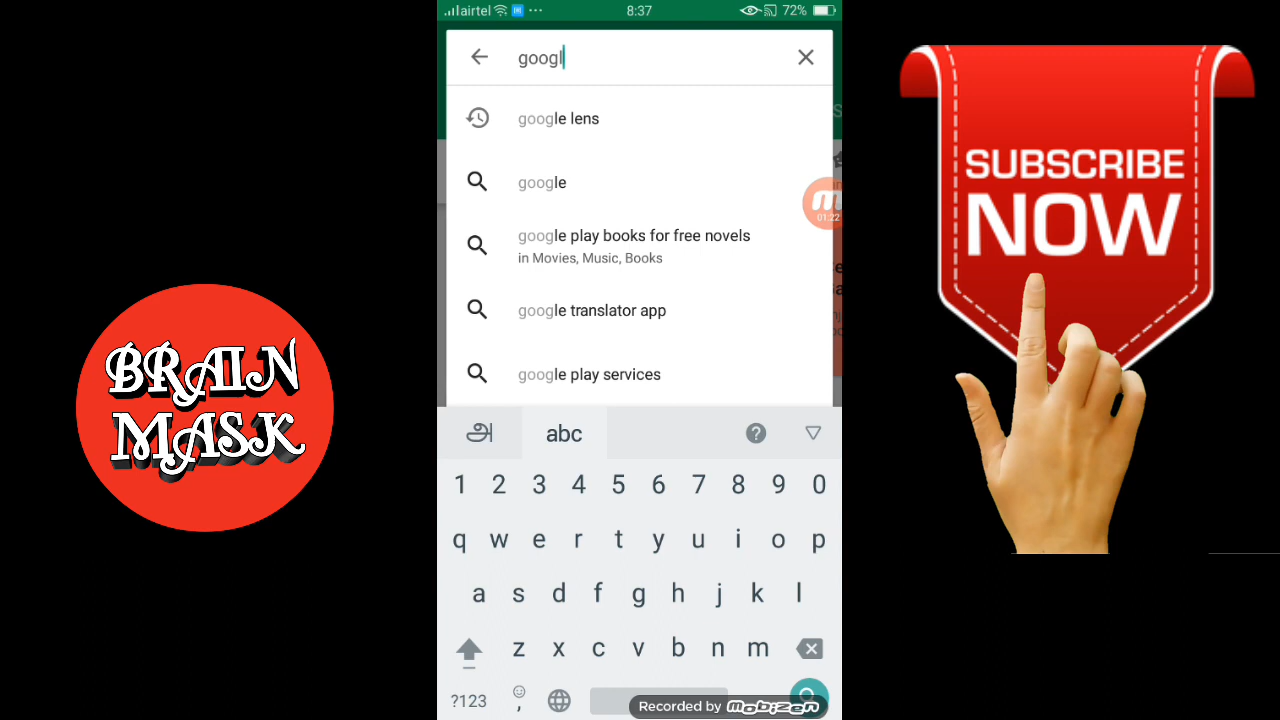 airtel
8:37
72%
googl
google lens
google
google play books for free novels
in Movies, Music, Books
google translator app
google play services
01:22
அ
abc
?
1 2 3 4 5 6 7 8 9 0
q w e r t y u i o p
a s d f g h j k l
z x c v b n m
?123
,
Recorded by mobizen
BRAIN
MASK
SUBSCRIBE
NOW